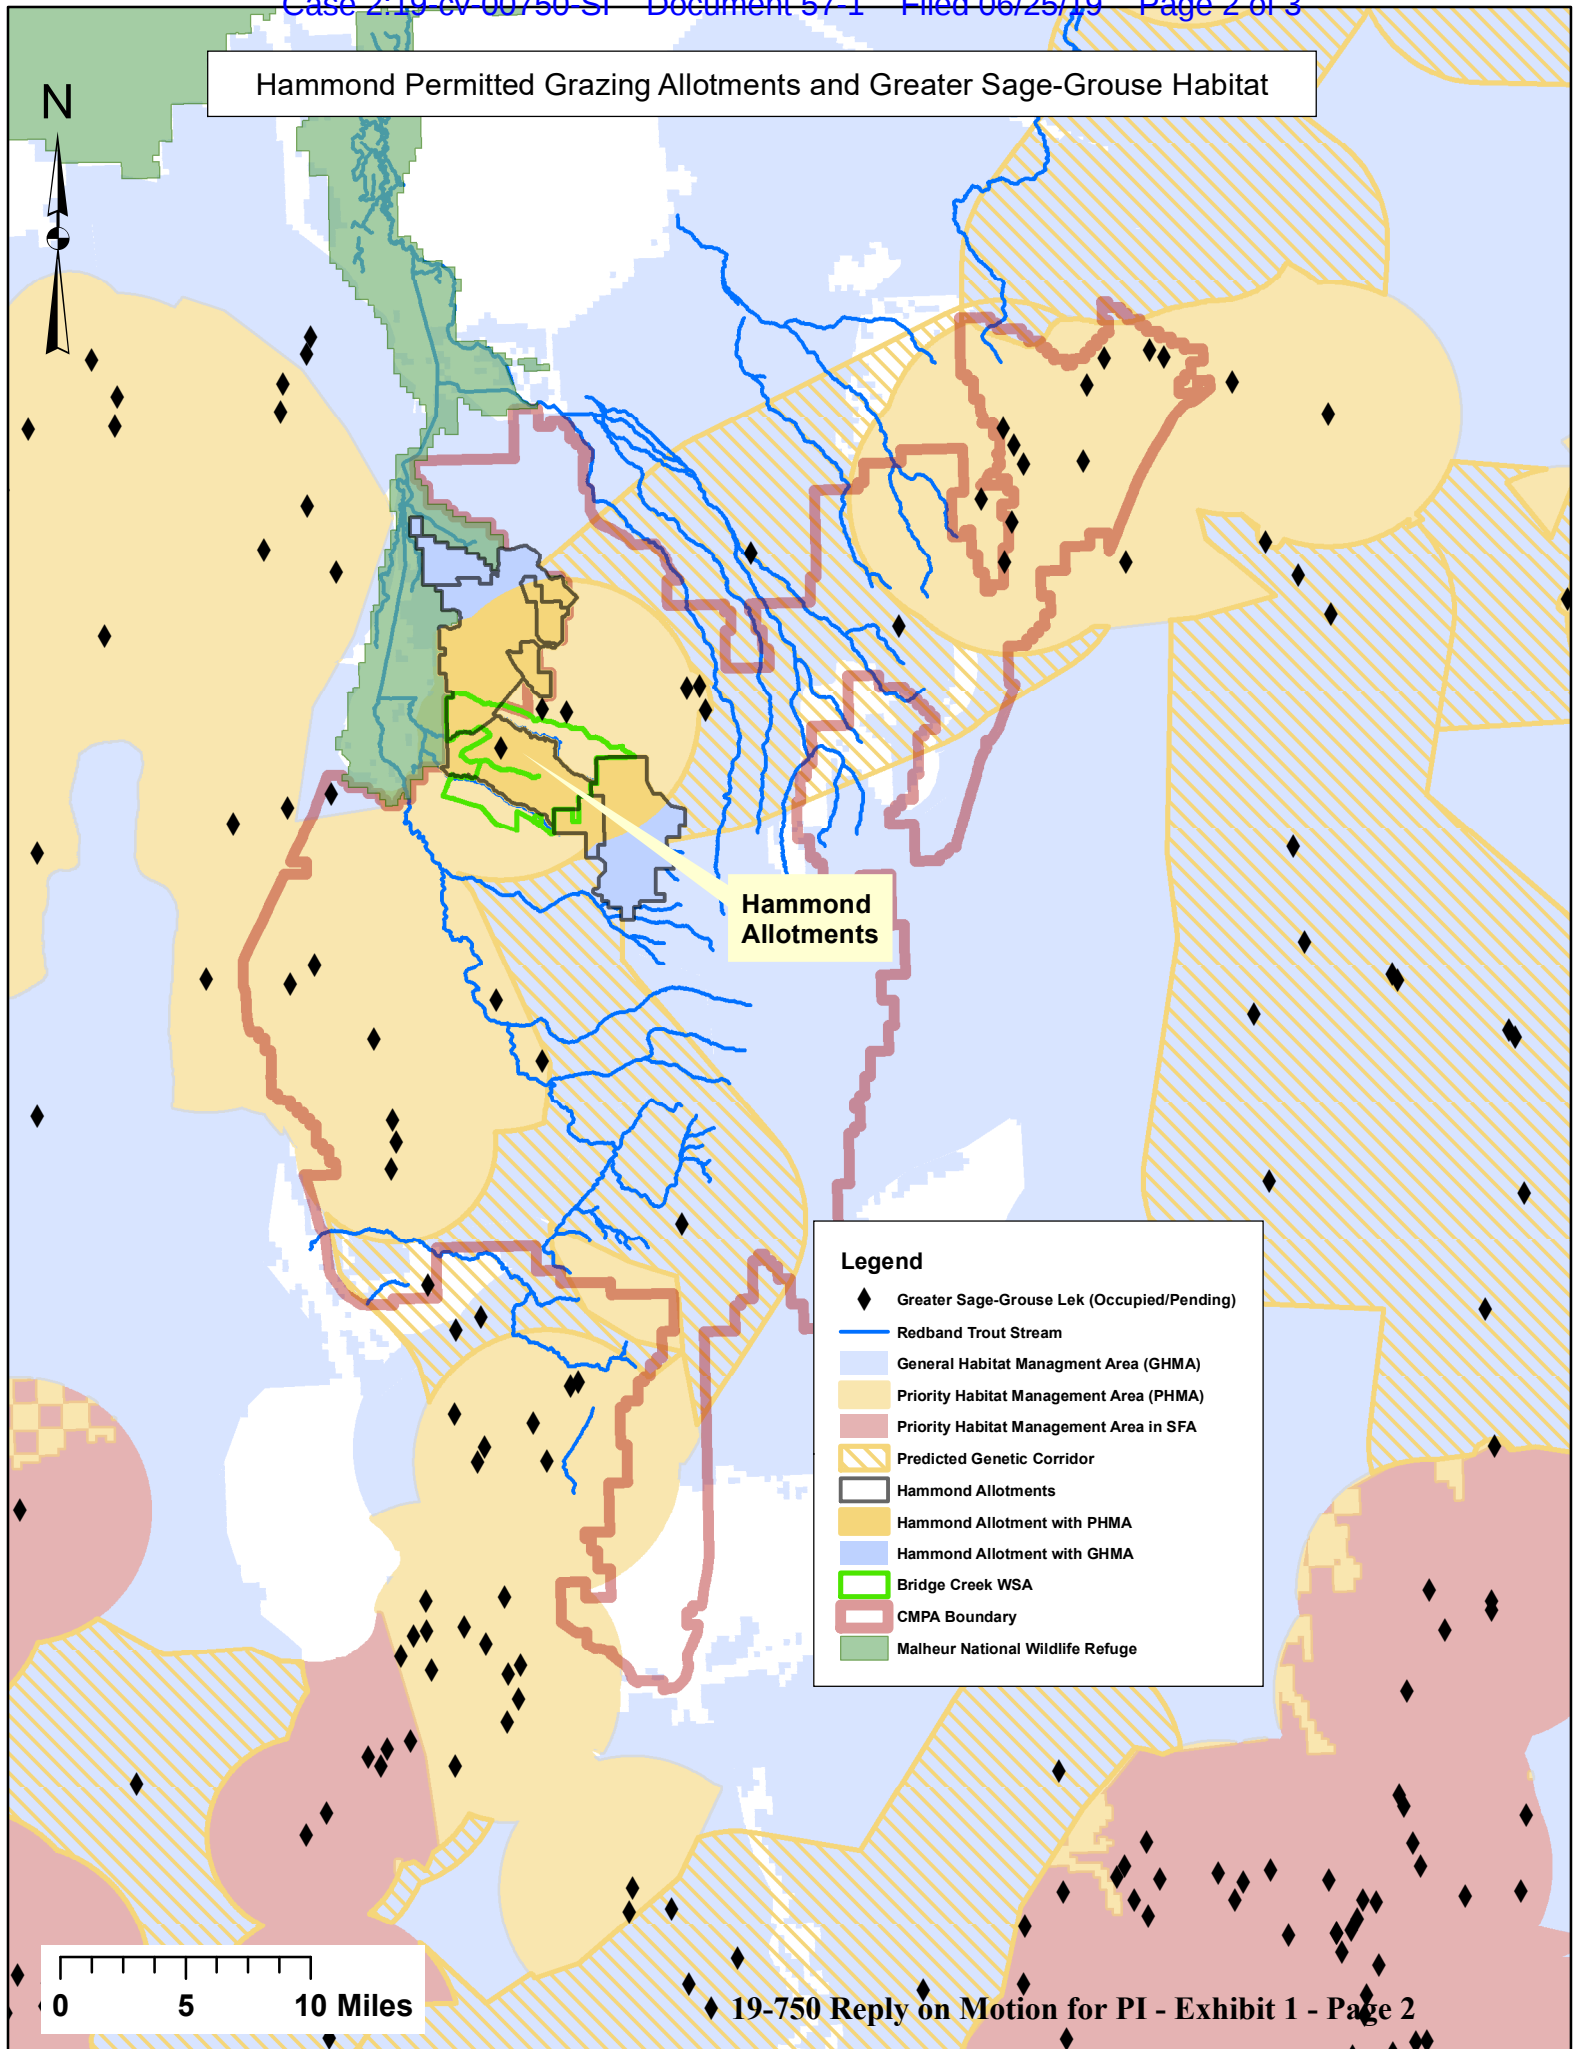 Case 2:19-cv-00750-SI Document 57-1 Filed 06/25/19 Page 2 of 3
Hammond Permitted Grazing Allotments and Greater Sage-Grouse Habitat
N
Hammond
Allotments
Legend
Greater Sage-Grouse Lek (Occupied/Pending)
Redband Trout Stream
General Habitat Managment Area (GHMA)
Priority Habitat Management Area (PHMA)
Priority Habitat Management Area in SFA
Predicted Genetic Corridor
Hammond Allotments
Hammond Allotment with PHMA
Hammond Allotment with GHMA
Bridge Creek WSA
CMPA Boundary
Malheur National Wildlife Refuge
0 5 10 Miles
19-750 Reply on Motion for PI - Exhibit 1 - Page 2